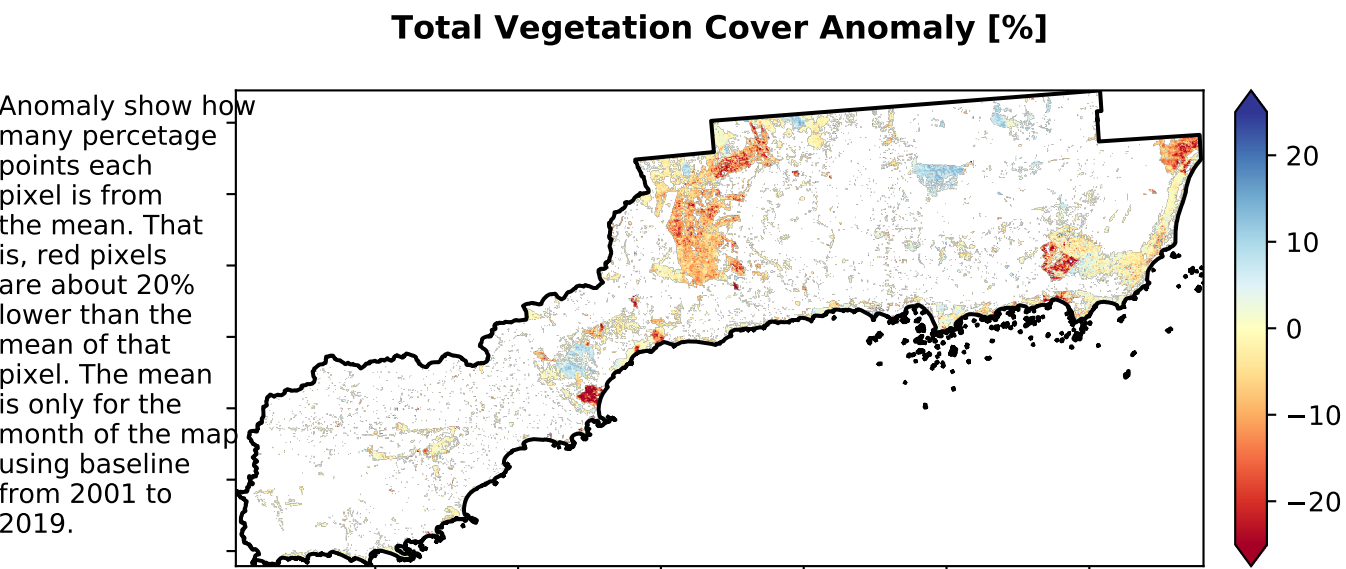 Total Vegetation Cover Anomaly [%]
Anomaly show how
many percetage
points each
pixel is from
the mean. That
is, red pixels
are about 20%
lower than the
mean of that
pixel. The mean
is only for the
month of the map
using baseline
from 2001 to
2019.
20
10
0
−10
−20